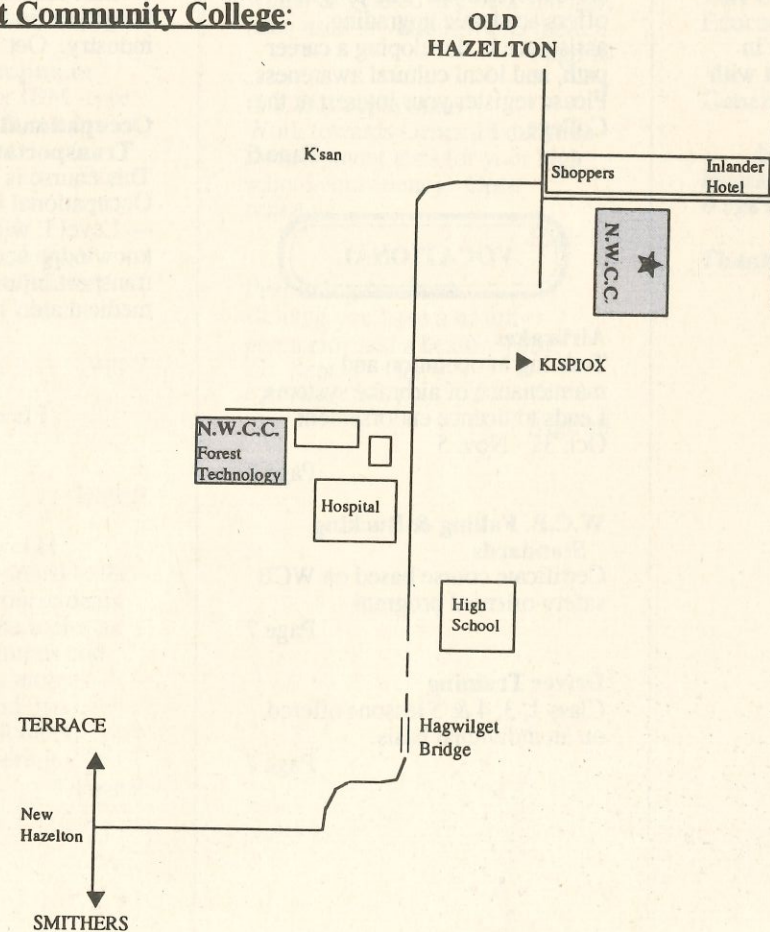 t Community College:
OLD
HAZELTON
K'san
Shoppers
Inlander
Hotel
N.W.C.C.
KISPIOX
N.W.C.C.
Forest
Technology
Hospital
High
School
TERRACE
Hagwilget
Bridge
New
Hazelton
SMITHERS